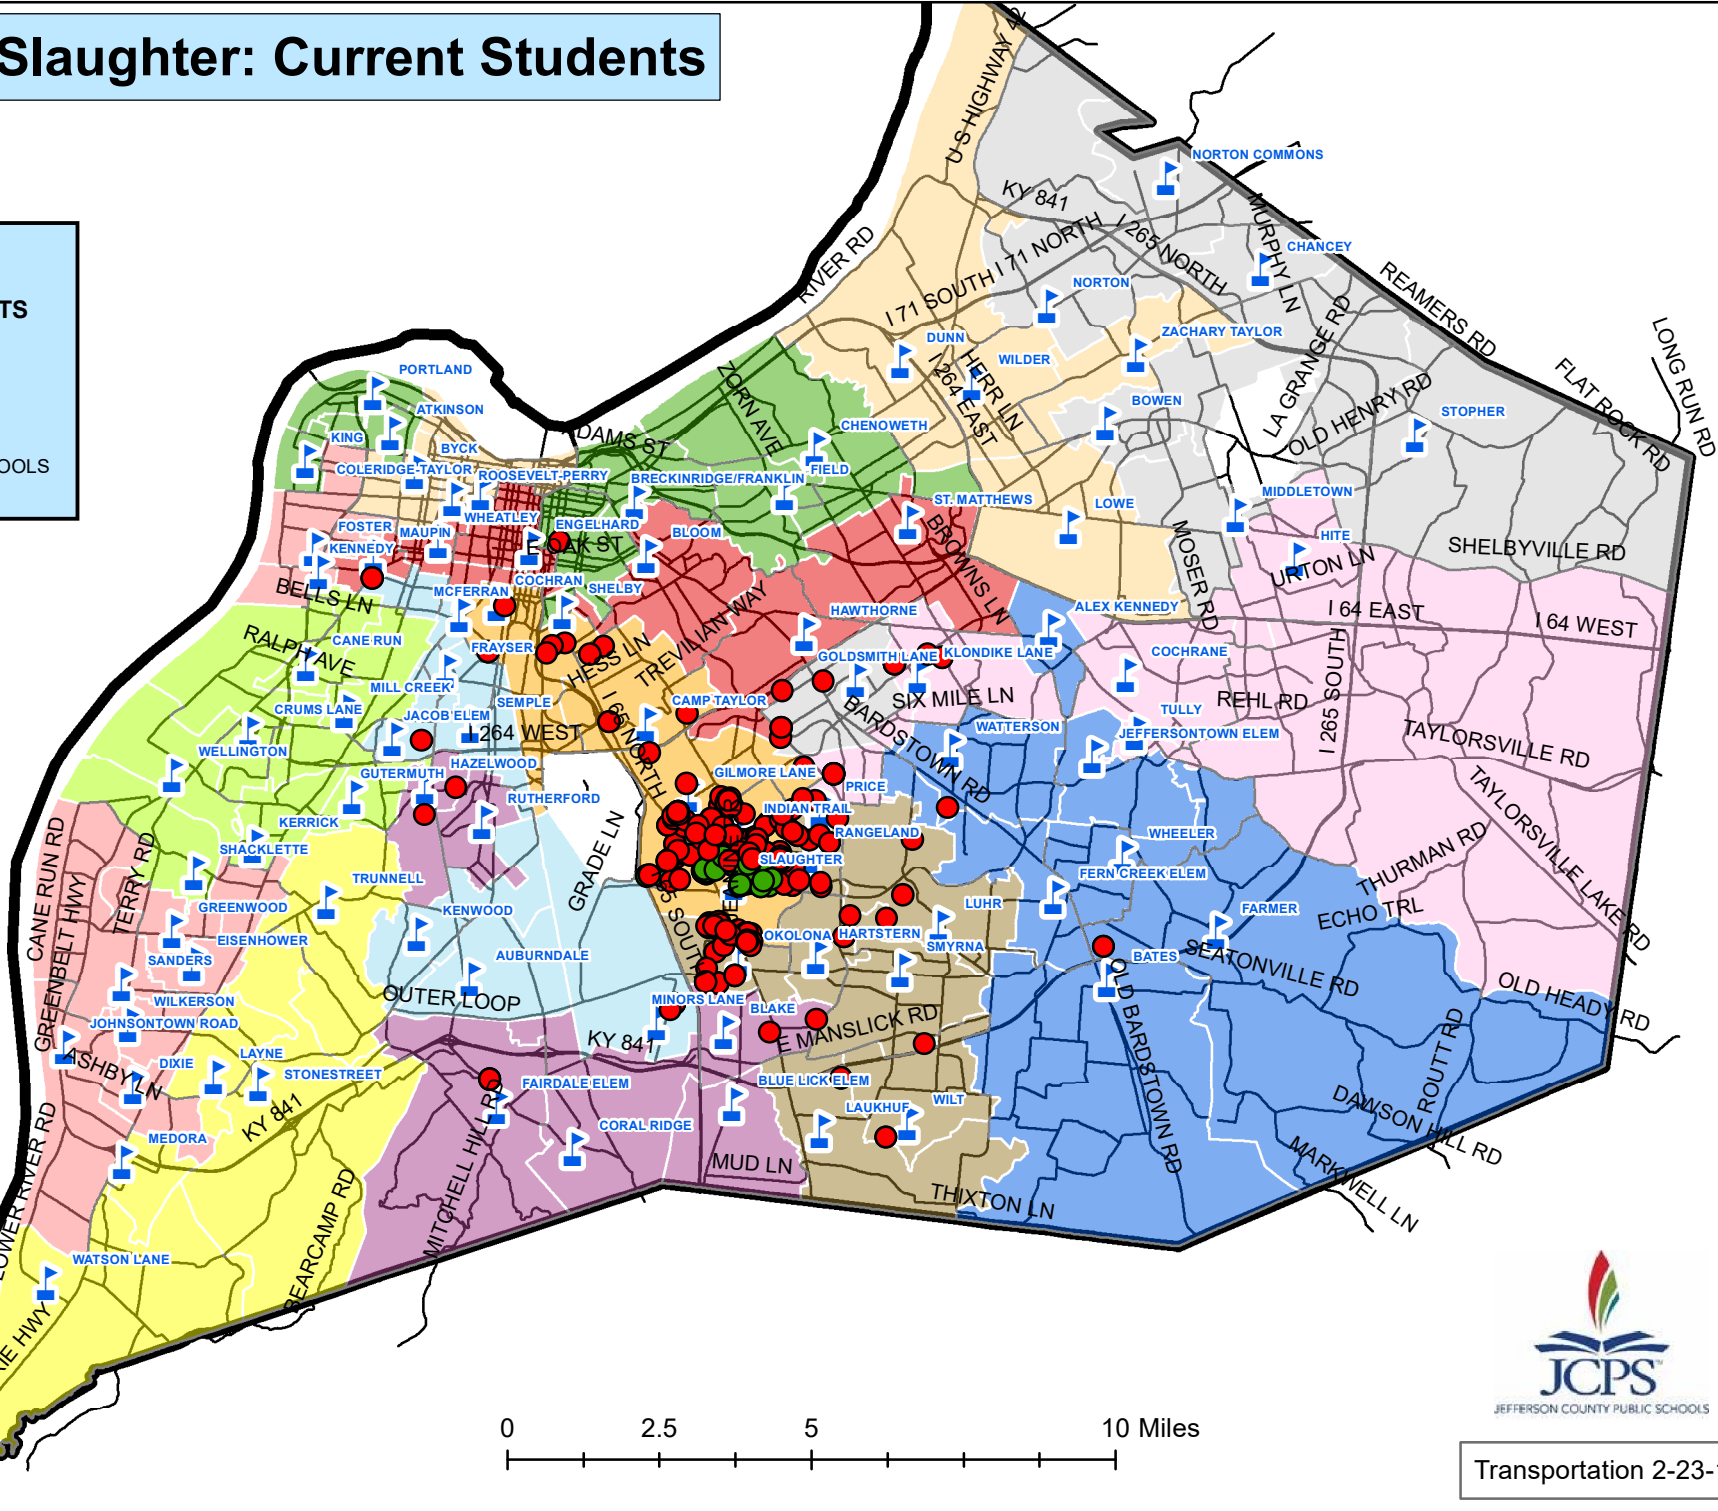 Slaughter: Current Students
TS
OOLS
U S HIGHWAY 42
NORTON COMMONS
KY 841
I 265 NORTH
MURPHY LN
CHANCEY
RIVER RD
I 71 NORTH
I 71 SOUTH
REAMERS RD
NORTON
LONG RUN RD
LA GRANGE RD
ZACHARY TAYLOR
DUNN
WILDER
HERR LN
I 264 EAST
FLAT ROCK RD
PORTLAND
ZORN AVE
OLD HENRY RD
BOWEN
STOPHER
ATKINSON
CHENOWETH
KING
BYCK
DAMS ST
COLERIDGE-TAYLOR
ROOSEVELT-PERRY
BRECKINRIDGE/FRANKLIN
FIELD
ST. MATTHEWS
LOWE
MIDDLETOWN
FOSTER
MAUPIN
WHEATLEY
ENGELHARD
BLOOM
HITE
KENNEDY
E OAK ST
BROWNS LN
MOSER RD
URTON LN
SHELBYVILLE RD
BELLS LN
MCFERRAN
COCHRAN
SHELBY
HAWTHORNE
ALEX KENNEDY
I 64 EAST
I 64 WEST
RALPH AVE
CANE RUN
FRAYSER
HESS LN
TREVILIAN WAY
GOLDSMITH LANE
KLONDIKE LANE
COCHRANE
MILL CREEK
SEMPLE
CAMP TAYLOR
SIX MILE LN
REHL RD
I 265 SOUTH
CRUMS LANE
JACOB ELEM
I 264 WEST
I 65 NORTH
BARDSTOWN RD
WATTERSON
TULLY
JEFFERSONTOWN ELEM
TAYLORSVILLE RD
WELLINGTON
GUTERMUTH
HAZELWOOD
GILMORE LANE
PRICE
RUTHERFORD
INDIAN TRAIL
RANGELAND
TAYLORSVILLE LAKE RD
KERRICK
SHACKLETTE
SLAUGHTER
WHEELER
CANE RUN RD
TERRY RD
TRUNNELL
GRADE LN
FERN CREEK ELEM
THURMAN RD
GREENBELT HWY
GREENWOOD
KENWOOD
LUHR
FARMER
ECHO TRL
EISENHOWER
65 SOUTH
OKOLONA
HARTSTERN
SMYRNA
SANDERS
AUBURNDALE
BATES
SEATONVILLE RD
WILKERSON
OUTER LOOP
MINORS LANE
BLAKE
OLD HEADY RD
JOHNSONTOWN ROAD
KY 841
E MANSLICK RD
OLD BARDSTOWN RD
ROUTT RD
ASHBY LN
DIXIE
LAYNE
STONESTREET
FAIRDALE ELEM
BLUE LICK ELEM
DAWSON HILL RD
KY 841
CORAL RIDGE
LAUKHUF
WILT
MEDORA
MITCHELL HILL RD
MUD LN
MARKWELL LN
LOWER RIVER RD
BEARCAMP RD
THIXTON LN
WATSON LANE
IE HWY
JCPS
JEFFERSON COUNTY PUBLIC SCHOOLS
0 2.5 5 10 Miles
Transportation 2-23-